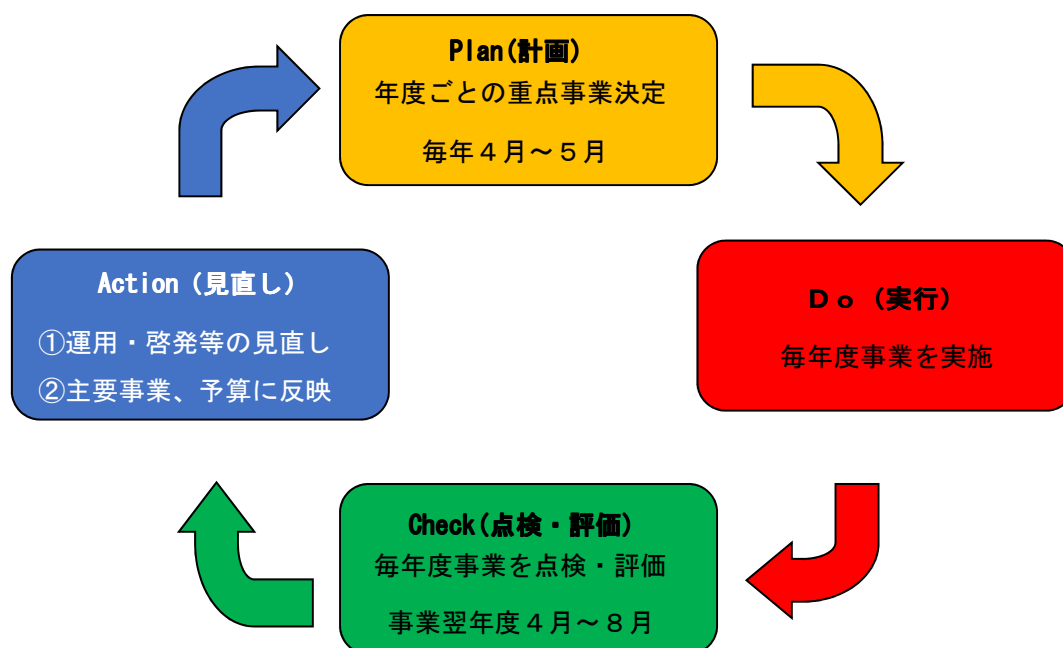 Plan(計画)
年度ごとの重点事業決定
毎年４月～５月
Ｄｏ（実行）
毎年度事業を実施
Check(点検・評価)
毎年度事業を点検・評価
事業翌年度４月～８月
Action（見直し）
①運用・啓発等の見直し
②主要事業、予算に反映